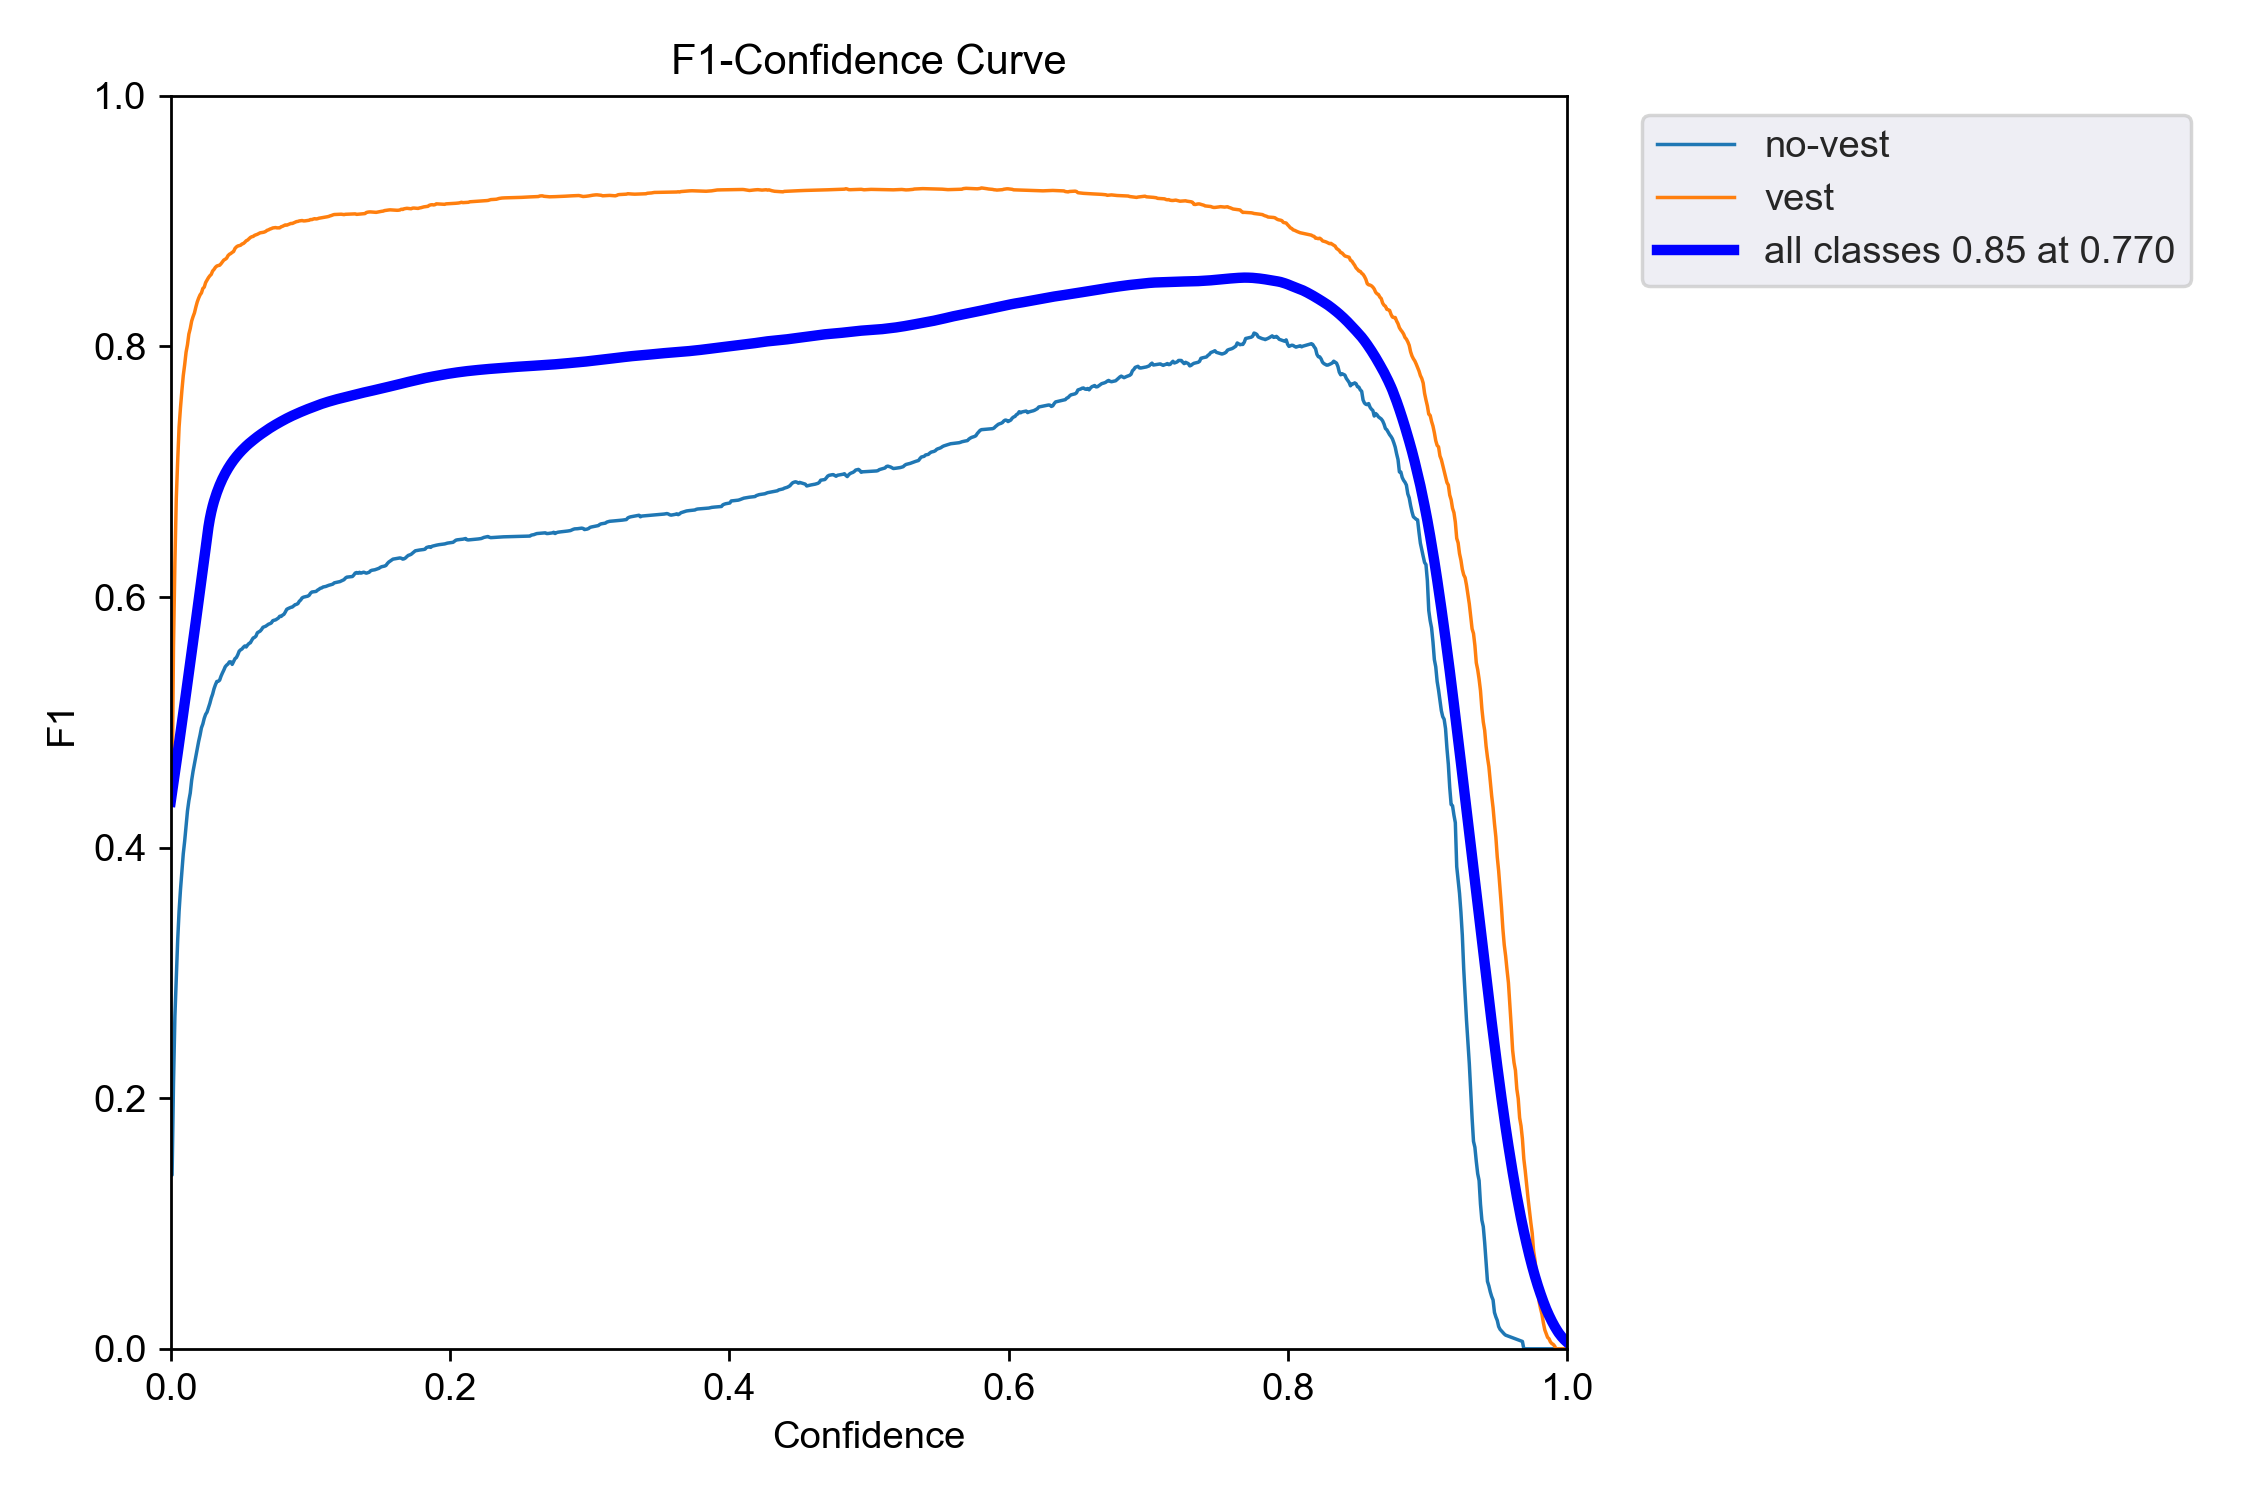 F1-Confidence Curve
1.0
0.8
0.6
0.4
0.2
0.0
F1
0.0 0.2 0.4 0.6 0.8 1.0
Confidence
no-vest
vest
all classes 0.85 at 0.770